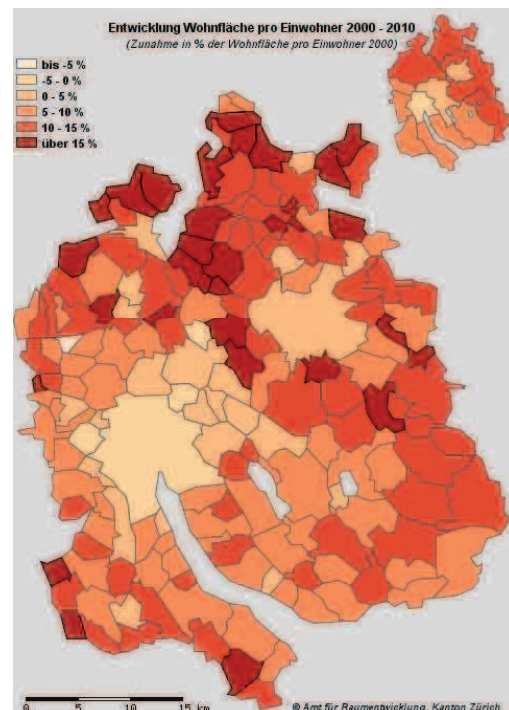 Entwicklung Wohnfläche pro Einwohner 2000 - 2010
(Zunahme in % der Wohnfläche pro Einwohner 2000)
bis -5 %
-5 - 0 %
0 - 5 %
5 - 10 %
10 - 15 %
über 15 %
0 5 10 15 km
© Amt für Raumentwicklung, Kanton Zürich